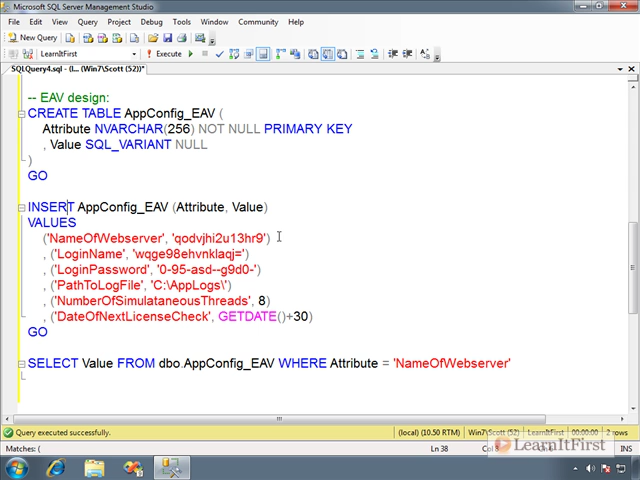 Microsoft SQL Server Management Studio
File Edit View Query Project Debug Tools Window Community Help
New Query
LearnItFirst Execute
SQLQuery4.sql - (l... (Win7\Scott (52))*
-- EAV design:
CREATE TABLE AppConfig_EAV (
Attribute NVARCHAR(256) NOT NULL PRIMARY KEY
, Value SQL_VARIANT NULL
)
GO
INSERT AppConfig_EAV (Attribute, Value)
VALUES
('NameOfWebserver', 'qodvjhi2u13hr9')
, ('LoginName', 'wqge98ehvnklaqj=')
, ('LoginPassword', '0-95-asd--g9d0-')
, ('PathToLogFile', 'C:\AppLogs\')
, ('NumberOfSimulataneousThreads', 8)
, ('DateOfNextLicenseCheck', GETDATE()+30)
GO
SELECT Value FROM dbo.AppConfig_EAV WHERE Attribute = 'NameOfWebserver'
Query executed successfully. (local) (10.50 RTM) Win7\Scott (52) LearnItFirst 00:00:00 2 rows
Matches: ( Ln 38 Col 8 INS
LearnItFirst